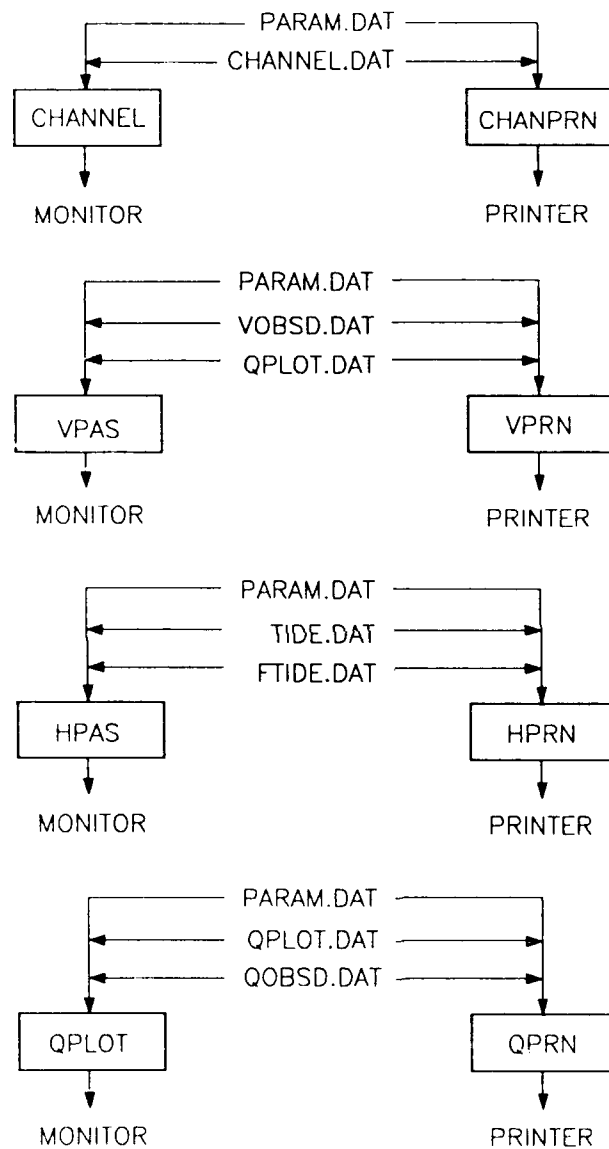 PARAM.DAT
CHANNEL.DAT
CHANNEL CHANPRN
MONITOR PRINTER
PARAM.DAT
VOBSD.DAT
QPLOT.DAT
VPAS VPRN
MONITOR PRINTER
PARAM.DAT
TIDE.DAT
FTIDE.DAT
HPAS HPRN
MONITOR PRINTER
PARAM.DAT
QPLOT.DAT
QOBSD.DAT
QPLOT QPRN
MONITOR PRINTER